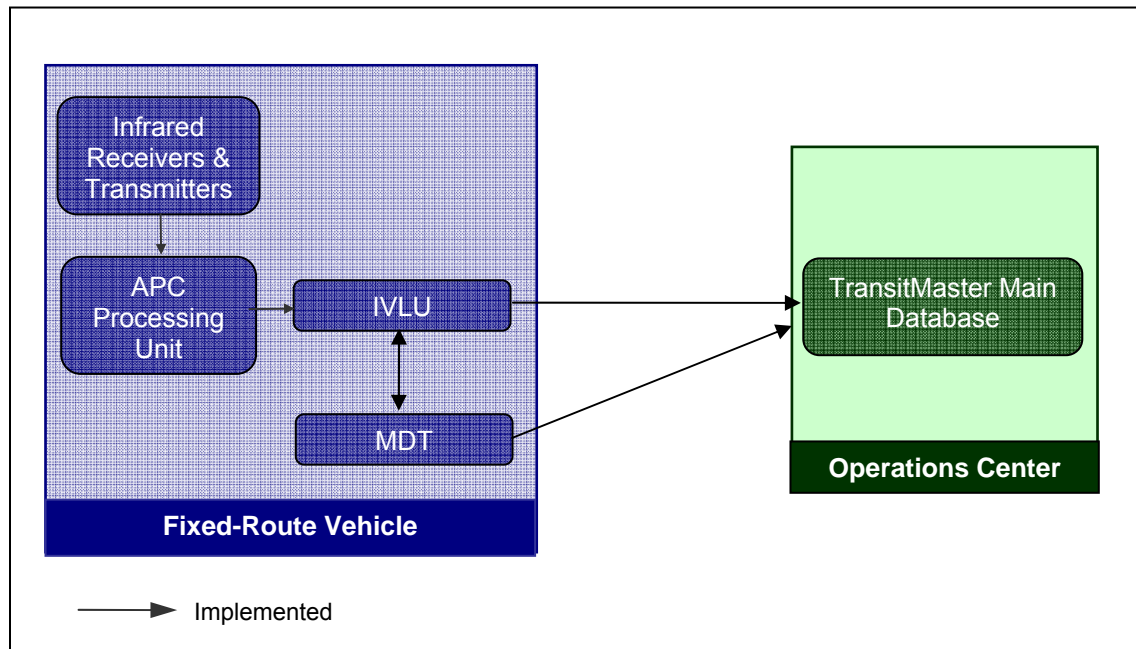 Infrared
Receivers &
Transmitters
APC
Processing
Unit
IVLU
MDT
Fixed-Route Vehicle
TransitMaster Main
Database
Operations Center
Implemented